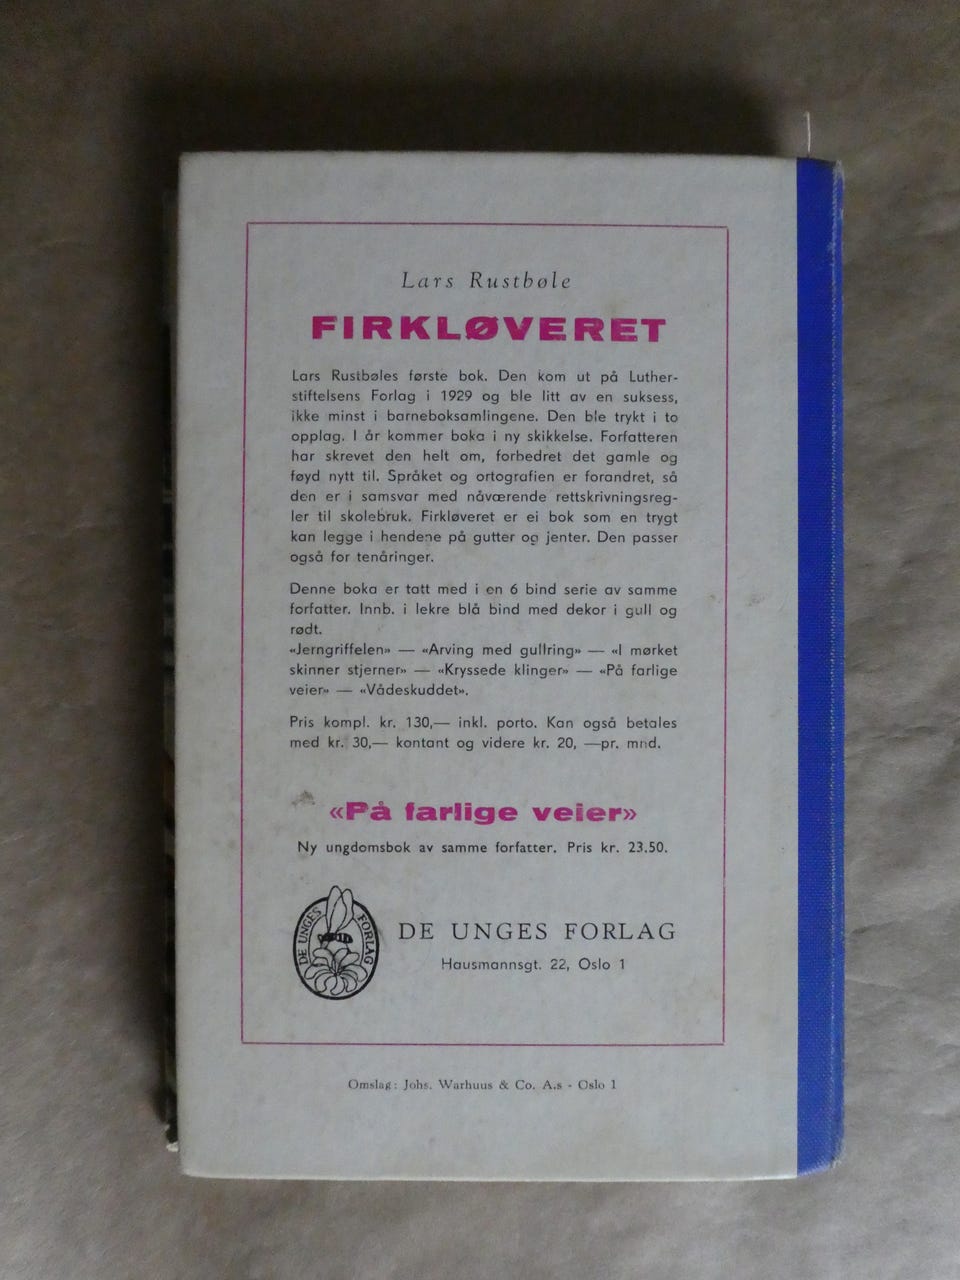 Lars Rustbøle
FIRKLØVERET
Lars Rustbøles første bok. Den kom ut på Luther-
stiftelsens Forlag i 1929 og ble litt av en suksess,
ikke minst i barneboksamlingene. Den ble trykt i to
opplag. I år kommer boka i ny skikkelse. Forfatteren
har skrevet den helt om, forbedret det gamle og
føyd nytt til. Språket og ortografien er forandret, så
den er i samsvar med nåværende rettskrivningsreg-
ler til skolebruk. Firkløveret er ei bok som en trygt
kan legge i hendene på gutter og jenter. Den passer
også for tenåringer.
Denne boka er tatt med i en 6 bind serie av samme
forfatter. Innb. i lekre blå bind med dekor i gull og
rødt.
«Jerngriffelen» — «Arving med gullring» — «I mørket
skinner stjerner» — «Kryssede klinger» — «På farlige
veier» — «Vådeskuddet».
Pris kompl. kr. 130,— inkl. porto. Kan også betales
med kr. 30,— kontant og videre kr. 20, —pr. mnd.
«På farlige veier»
Ny ungdomsbok av samme forfatter. Pris kr. 23.50.
DE UNGES FORLAG
DE UNGES FORLAG
Hausmannsgt. 22, Oslo 1
Omslag: Johs. Warhuus & Co. A.s - Oslo 1